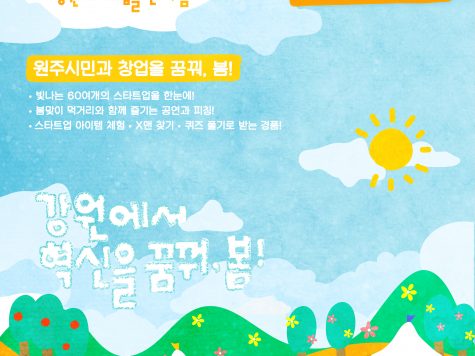 원주시민과 창업을 꿈꿔, 봄!
• 빛나는 60여개의 스타트업을 한눈에!
• 봄맞이 먹거리와 함께 즐기는 공연과 피칭!
• 스타트업 아이템 체험 • X맨 찾기 • 퀴즈 풀기로 받는 경품!
강원에서
혁신을 꿈꿔, 봄!